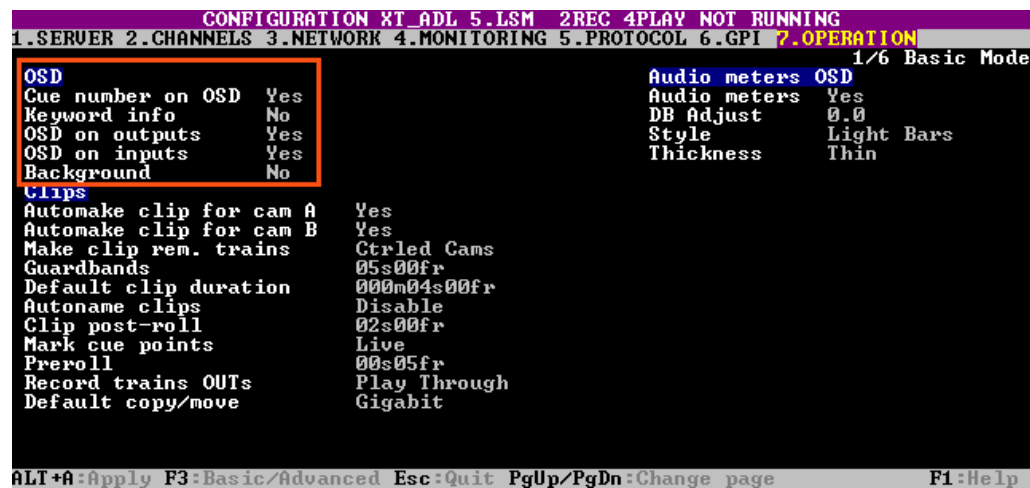 CONFIGURATION XT_ADL 5.LSM 2REC 4PLAY NOT RUNNING
1.SERVER 2.CHANNELS 3.NETWORK 4.MONITORING 5.PROTOCOL 6.GPI 7.OPERATION
1/6 Basic Mode
OSD
Cue number on OSD Yes
Keyword info No
OSD on outputs Yes
OSD on inputs Yes
Background No
Audio meters OSD
Audio meters Yes
DB Adjust 0.0
Style Light Bars
Thickness Thin
Clips
Automake clip for cam A Yes
Automake clip for cam B Yes
Make clip rem. trains Ctrled Cams
Guardbands 05s00fr
Default clip duration 000m04s00fr
Autoname clips Disable
Clip post-roll 02s00fr
Mark cue points Live
Preroll 00s05fr
Record trains OUTs Play Through
Default copy/move Gigabit
ALT+A:Apply F3:Basic/Advanced Esc:Quit PgUp/PgDn:Change page F1:Help